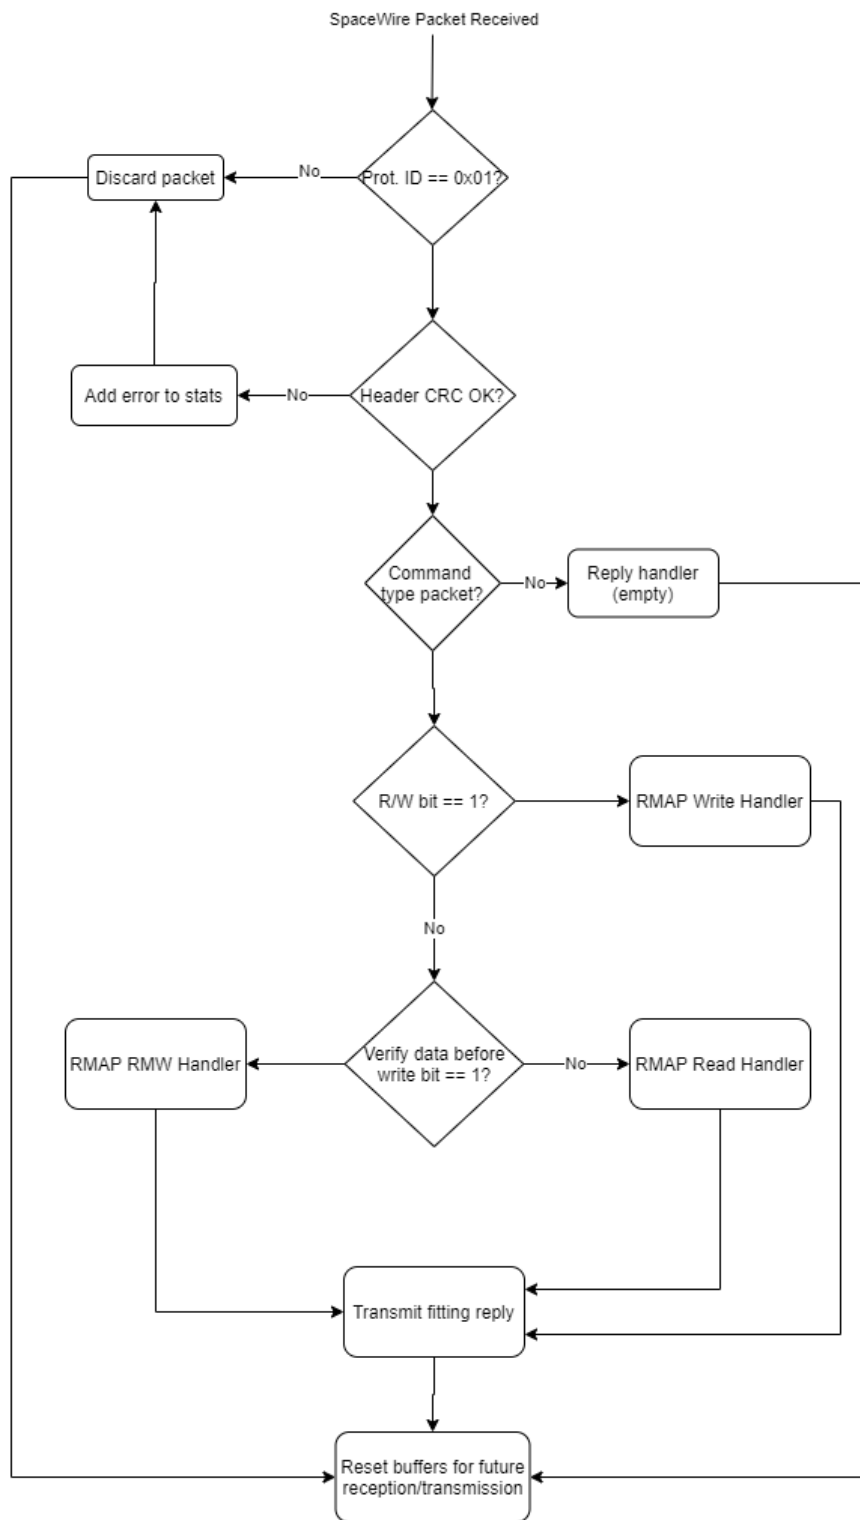 SpaceWire Packet Received
Discard packet
No
Prot. ID == 0x01?
Add error to stats
No
Header CRC OK?
Command
type packet?
No
Reply handler
(empty)
R/W bit == 1?
RMAP Write Handler
No
RMAP RMW Handler
Verify data before
write bit == 1?
No
RMAP Read Handler
Transmit fitting reply
Reset buffers for future
reception/transmission